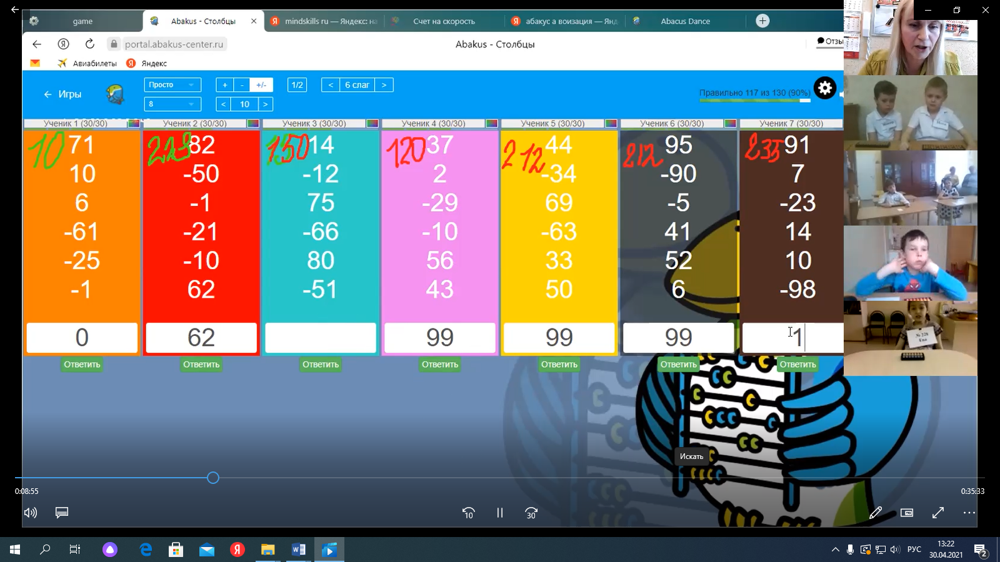 game
Abakus - Столбцы
mindskills ru — Яндекс: на
Счет на скорость
абакус а воизация — Янд
Abacus Dance
portal.abakus-center.ru
Abakus - Столбцы
Отзы
Авиабилеты
Яндекс
Игры
Просто
+ - +/-
1/2
< 6 слаг >
8
< 10 >
Правильно 117 из 130 (90%)
Ученик 1 (30/30)
Ученик 2 (30/30)
Ученик 3 (30/30)
Ученик 4 (30/30)
Ученик 5 (30/30)
Ученик 6 (30/30)
Ученик 7 (30/30)
10 71 223 82 150 14 120 37 212 44 212 95 235 91
10 -50 -12 2 -34 -90 7
6 -1 75 -29 69 -5 -23
-61 -21 -66 -10 -63 41 14
-25 -10 80 56 33 52 10
-1 62 -51 43 50 6 -98
0 62 99 99 99 1
Ответить Ответить Ответить Ответить Ответить Ответить Ответить
№ 228
Искать
0:08:55
0:35:33
10
30
РУС
13:22
30.04.2021
2